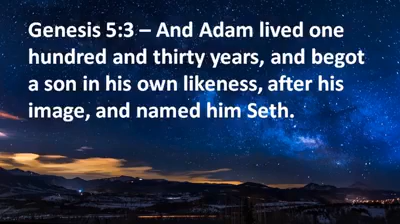 Genesis 5:3 – And Adam lived one
hundred and thirty years, and begot
a son in his own likeness, after his
image, and named him Seth.